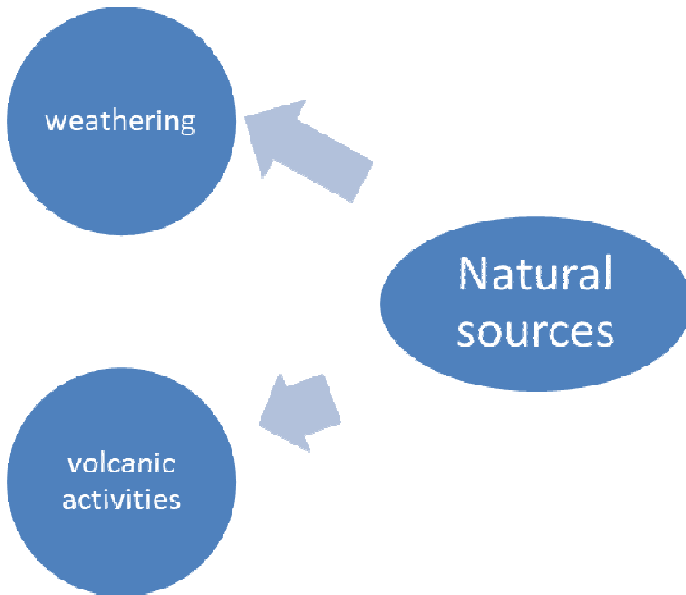 weathering
Natural
sources
volcanic
activities